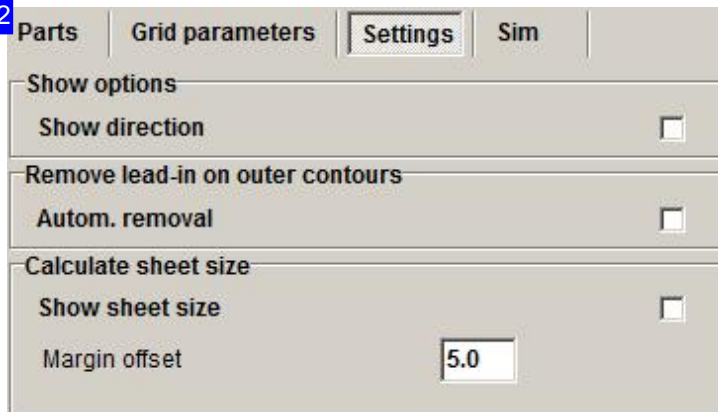 2
Parts Grid parameters Settings Sim
Show options
Show direction
Remove lead-in on outer contours
Autom. removal
Calculate sheet size
Show sheet size
Margin offset 5.0